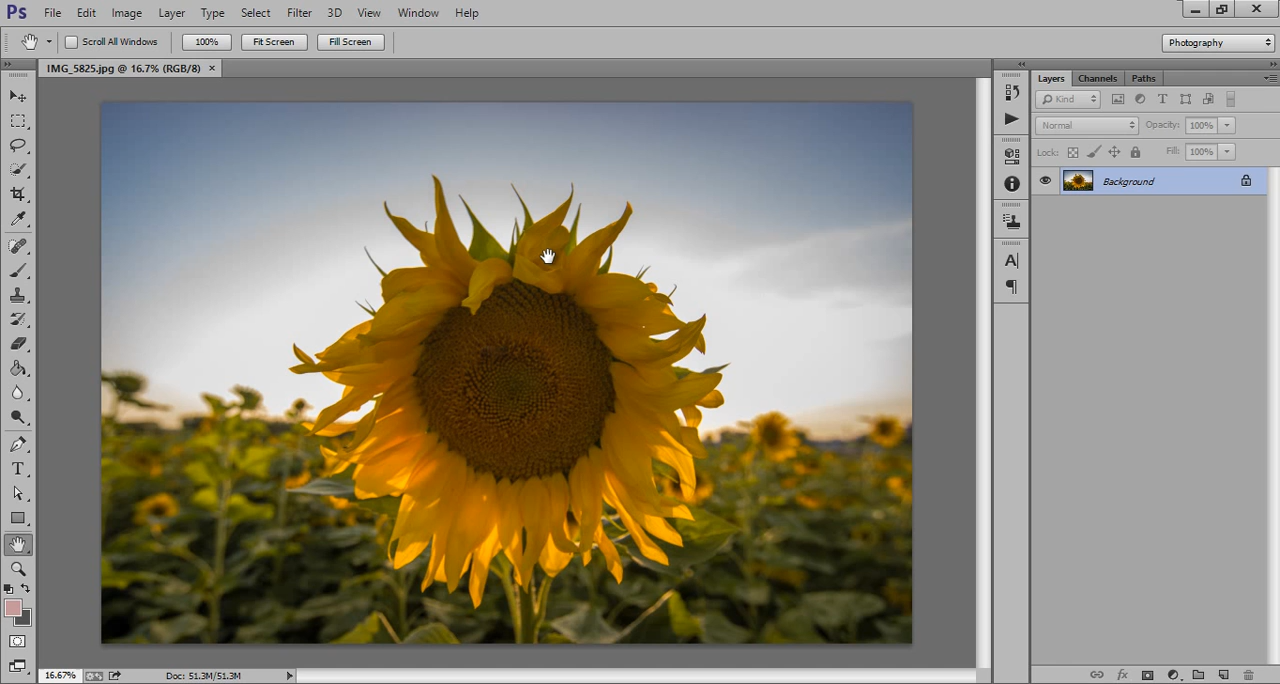 Ps File Edit Image Layer Type Select Filter 3D View Window Help
Scroll All Windows 100% Fit Screen Fill Screen Photography
IMG_5825.jpg @ 16.7% (RGB/8) ×
Layers Channels Paths
Kind
Normal Opacity: 100%
Lock: Fill: 100%
Background
16.67% Doc: 51.3M/51.3M